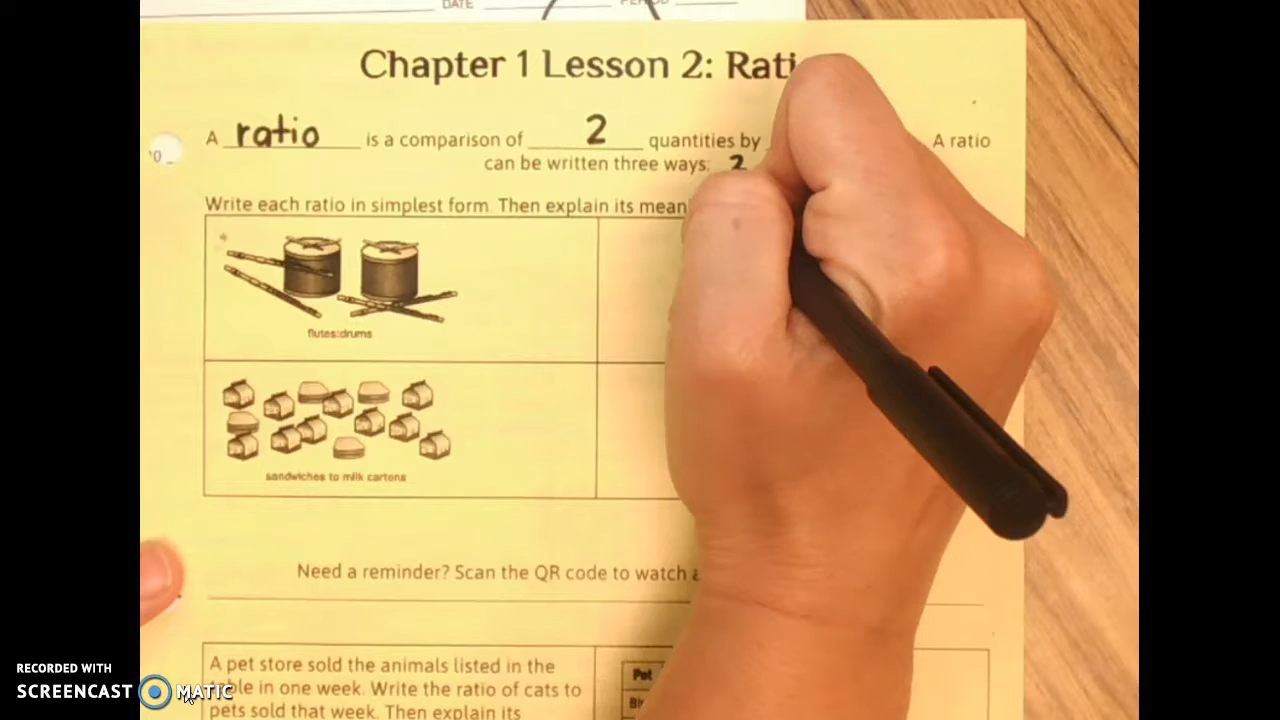 DATE
Chapter 1 Lesson 2:
A ratio is a comparison of 2 quantities by A ratio
can be written three ways:
Write each ratio in simplest form. Then explain its
flutes:drums
sandwiches to milk cartons
Need a reminder? Scan the QR code to watch
A pet store sold the animals listed in the
table in one week. Write the ratio of cats to
pets sold that week. Then explain its
Pet
RECORDED WITH
SCREENCAST MATIC